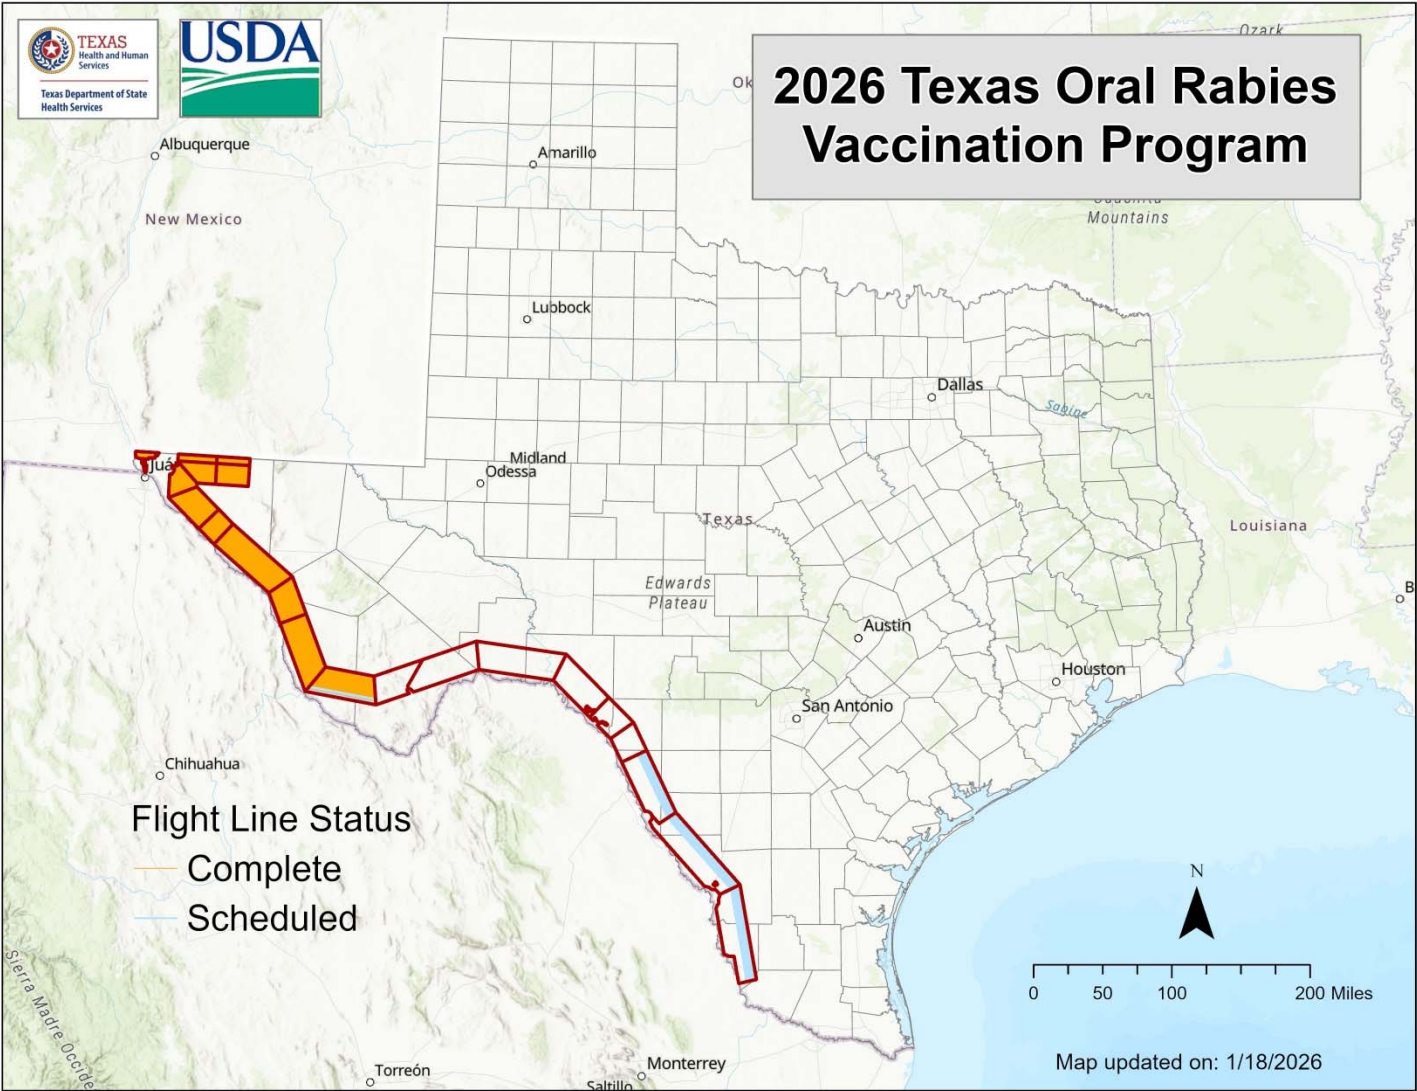 TEXAS
Health and Human
Services
Texas Department of State
Health Services
USDA
2026 Texas Oral Rabies
Vaccination Program
Ozark
Ok
Mountains
Albuquerque
Amarillo
New Mexico
Lubbock
Dallas
Sabine
Juá
Midland
Odessa
Texas
Louisiana
Edwards
Plateau
B
Austin
Houston
San Antonio
Chihuahua
Flight Line Status
Complete
Scheduled
N
0 50 100 200 Miles
Sierra Madre Occide
Torreón
Monterrey
Saltillo
Map updated on: 1/18/2026